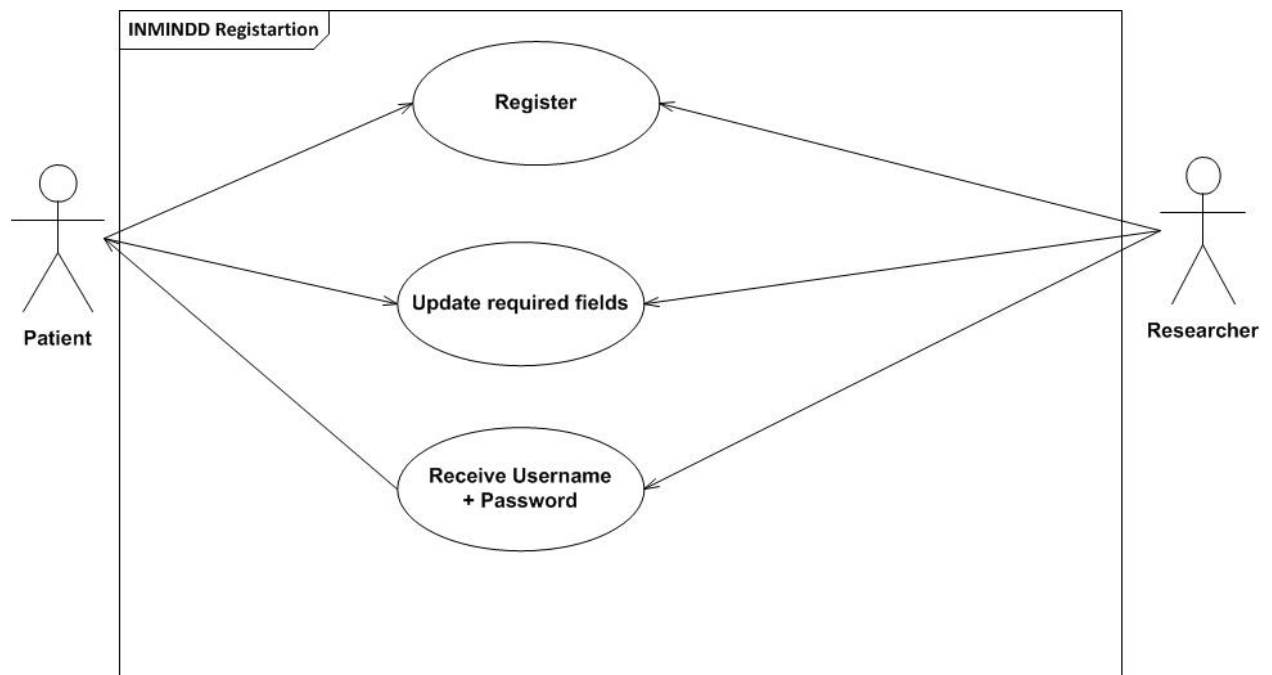 INMINDD Registartion
Register
Update required fields
Patient
Researcher
Receive Username
+ Password